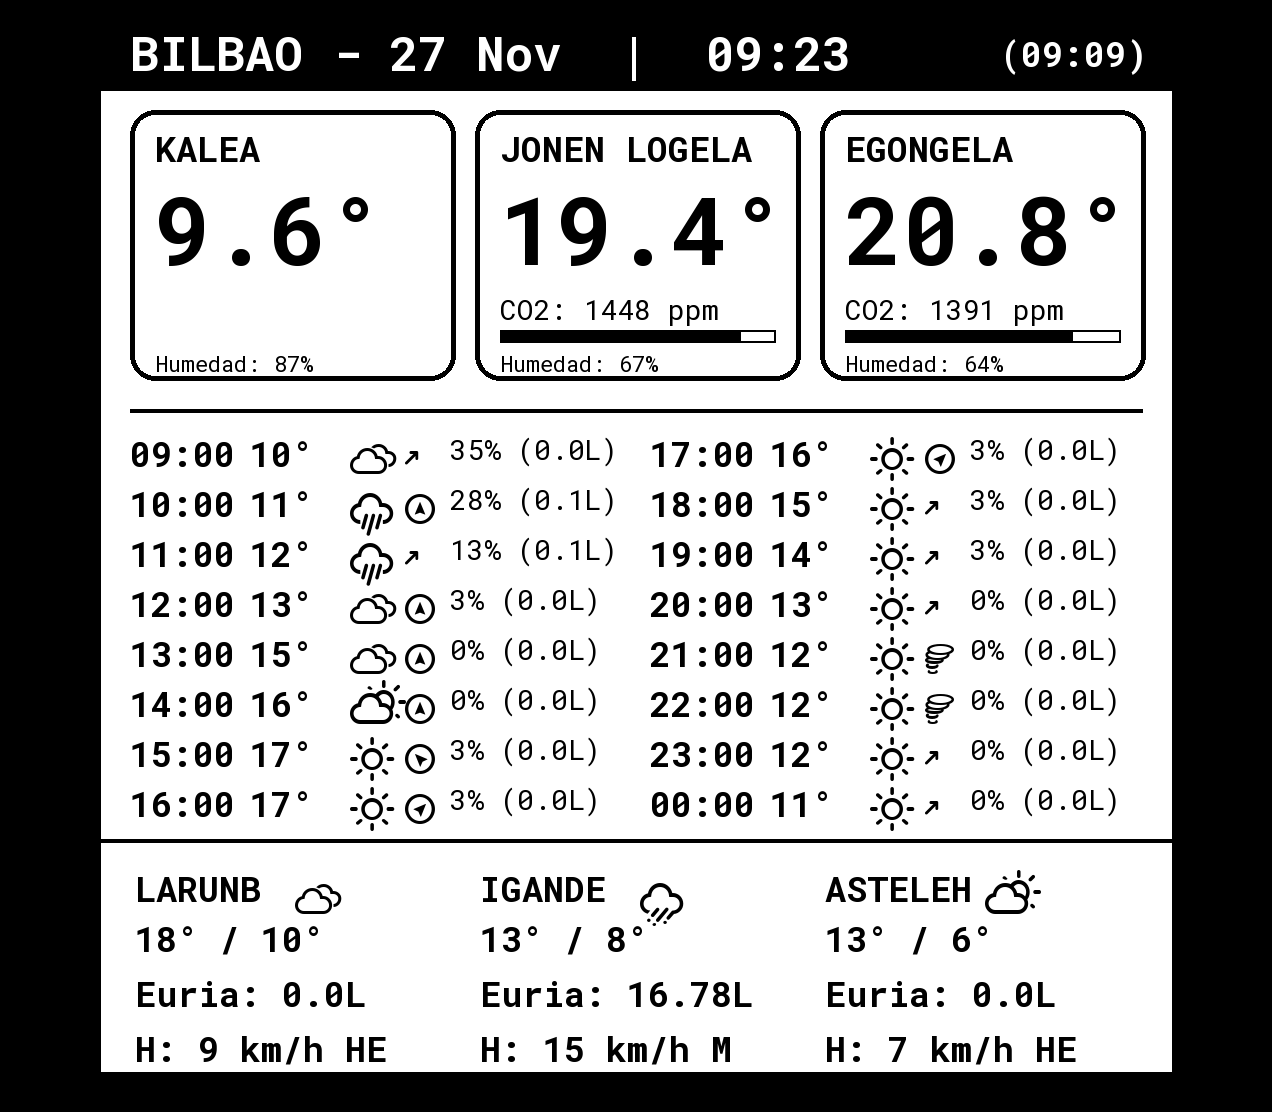 BILBAO - 27 Nov | 09:23 (09:09)
KALEA
9.6°
Humedad: 87%
JONEN LOGELA
19.4°
CO2: 1448 ppm
Humedad: 67%
EGONGELA
20.8°
CO2: 1391 ppm
Humedad: 64%
09:00 10° 35% (0.0L)
10:00 11° 28% (0.1L)
11:00 12° 13% (0.1L)
12:00 13° 3% (0.0L)
13:00 15° 0% (0.0L)
14:00 16° 0% (0.0L)
15:00 17° 3% (0.0L)
16:00 17° 3% (0.0L)
17:00 16° 3% (0.0L)
18:00 15° 3% (0.0L)
19:00 14° 3% (0.0L)
20:00 13° 0% (0.0L)
21:00 12° 0% (0.0L)
22:00 12° 0% (0.0L)
23:00 12° 0% (0.0L)
00:00 11° 0% (0.0L)
LARUNB
18° / 10°
Euria: 0.0L
H: 9 km/h HE
IGANDE
13° / 8°
Euria: 16.78L
H: 15 km/h M
ASTELEH
13° / 6°
Euria: 0.0L
H: 7 km/h HE